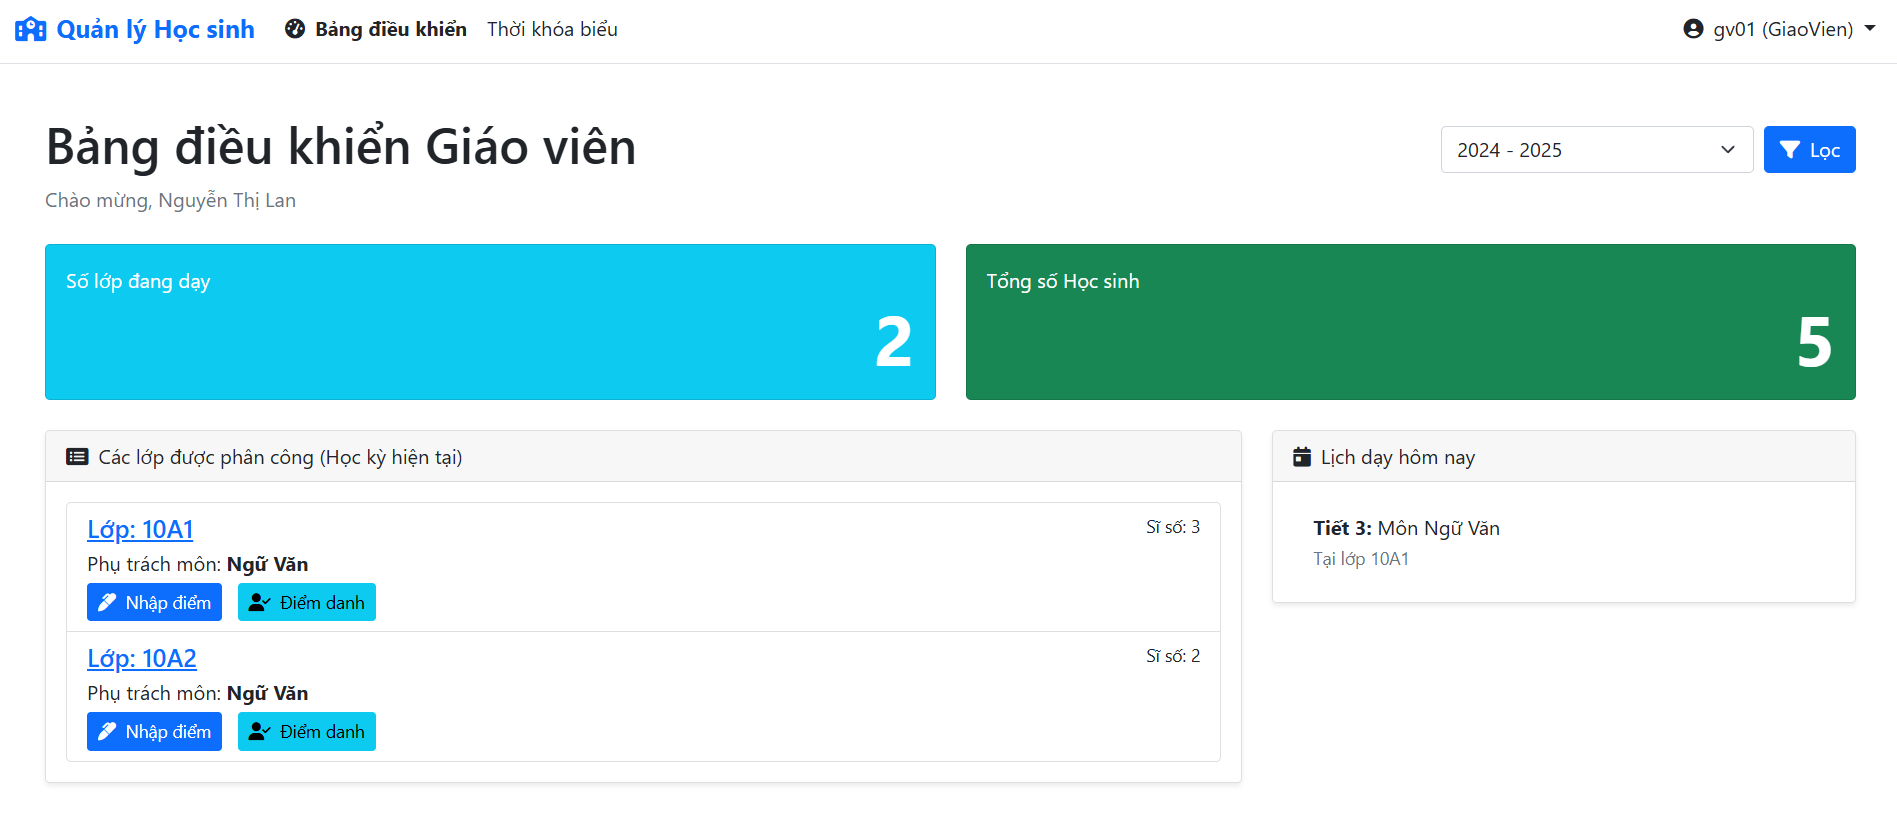 Quản lý Học sinh Bảng điều khiển Thời khóa biểu gv01 (GiaoVien)
Bảng điều khiển Giáo viên
2024 - 2025 Lọc
Chào mừng, Nguyễn Thị Lan
Số lớp đang dạy
2
Tổng số Học sinh
5
Các lớp được phân công (Học kỳ hiện tại)
Lớp: 10A1 Sĩ số: 3
Phụ trách môn: Ngữ Văn
Nhập điểm Điểm danh
Lớp: 10A2 Sĩ số: 2
Phụ trách môn: Ngữ Văn
Nhập điểm Điểm danh
Lịch dạy hôm nay
Tiết 3: Môn Ngữ Văn
Tại lớp 10A1